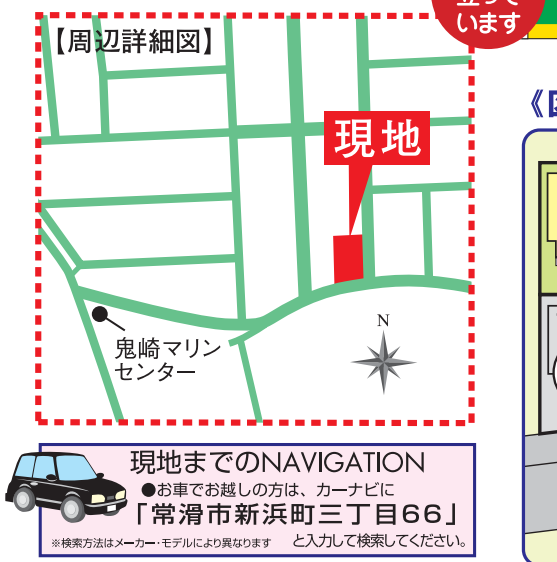 います
【周辺詳細図】
現地
鬼崎マリン
センター
N
現地までのNAVIGATION
●お車でお越しの方は、カーナビに
「常滑市新浜町三丁目66」
※検索方法はメーカー・モデルにより異なります と入力して検索してください。